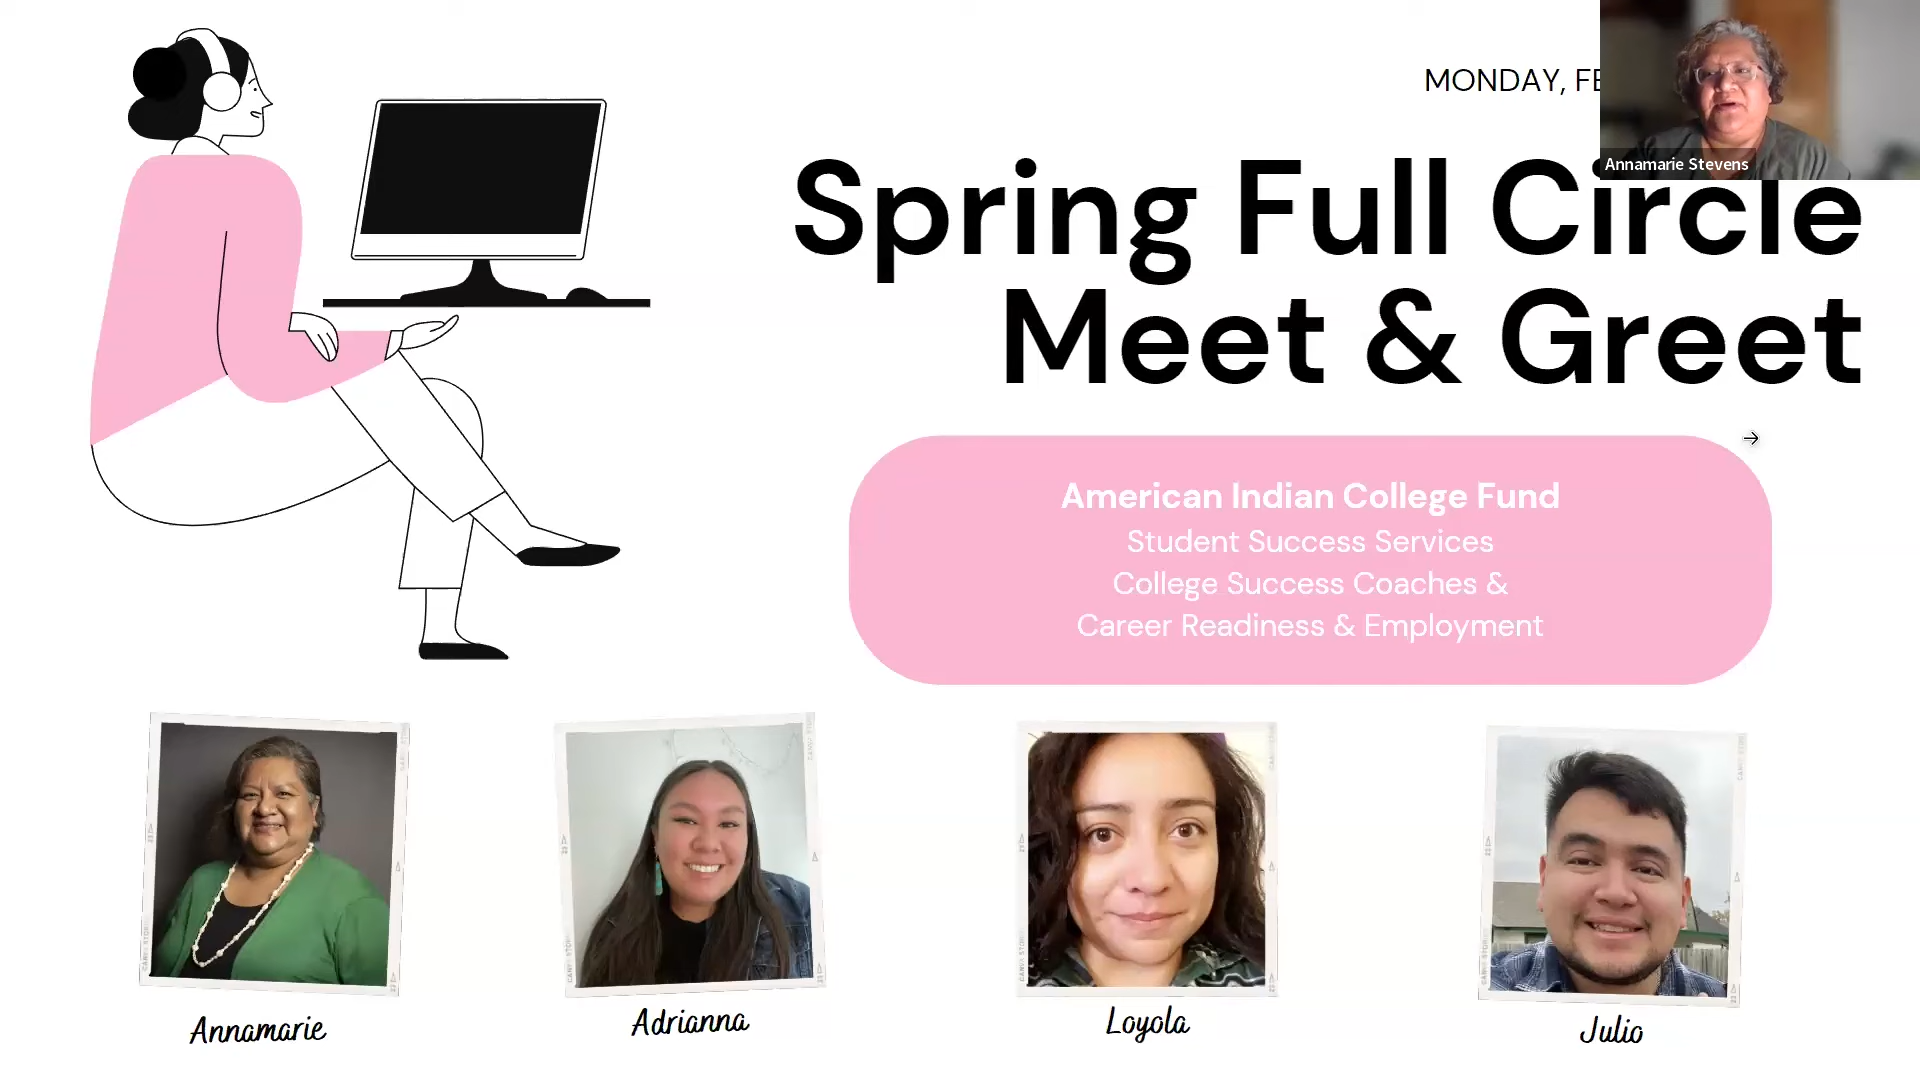 MONDAY, FE
Annamarie Stevens
Spring Full Circle
Meet & Greet
American Indian College Fund
Student Success Services
College Success Coaches &
Career Readiness & Employment
Annamarie
Adrianna
Loyola
Julio